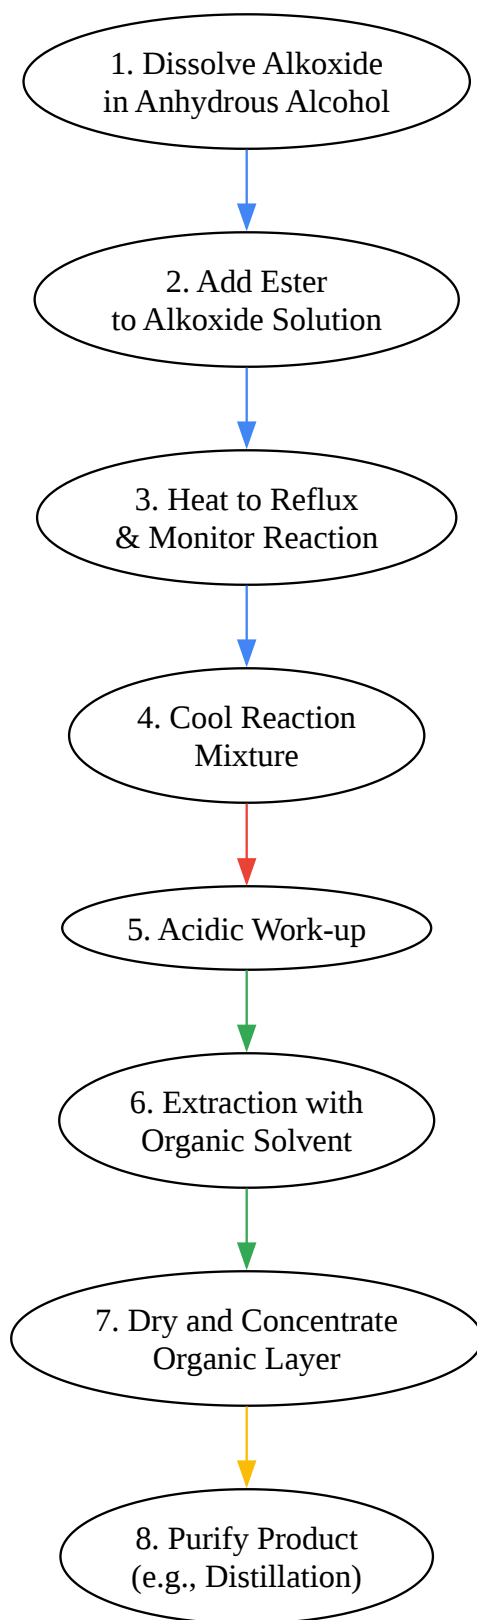 1. Dissolve Alkoxide
in Anhydrous Alcohol
2. Add Ester
to Alkoxide Solution
3. Heat to Reflux
& Monitor Reaction
4. Cool Reaction
Mixture
5. Acidic Work-up
6. Extraction with
Organic Solvent
7. Dry and Concentrate
Organic Layer
8. Purify Product
(e.g., Distillation)